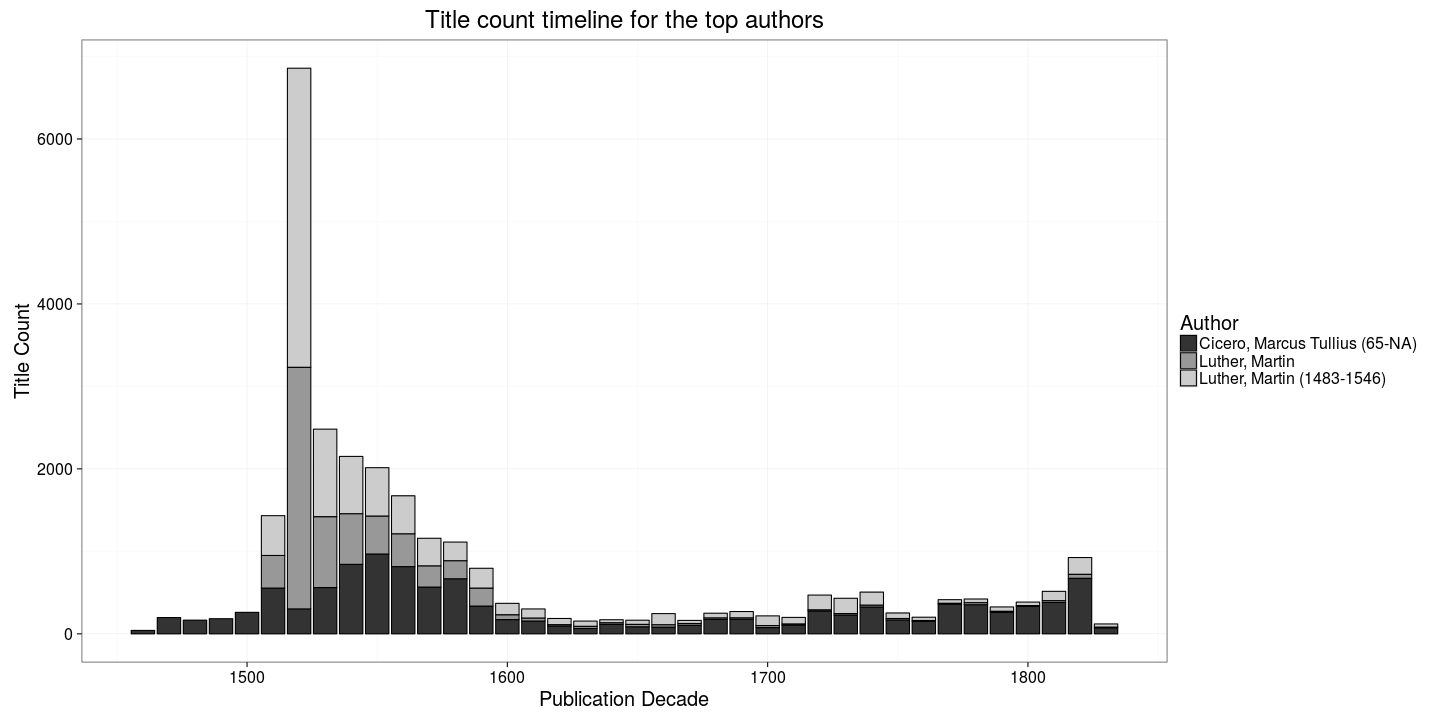 Title count timeline for the top authors
Title Count
6000
4000
2000
0
1500
1600
1700
1800
Publication Decade
Author
Cicero, Marcus Tullius (65-NA)
Luther, Martin
Luther, Martin (1483-1546)